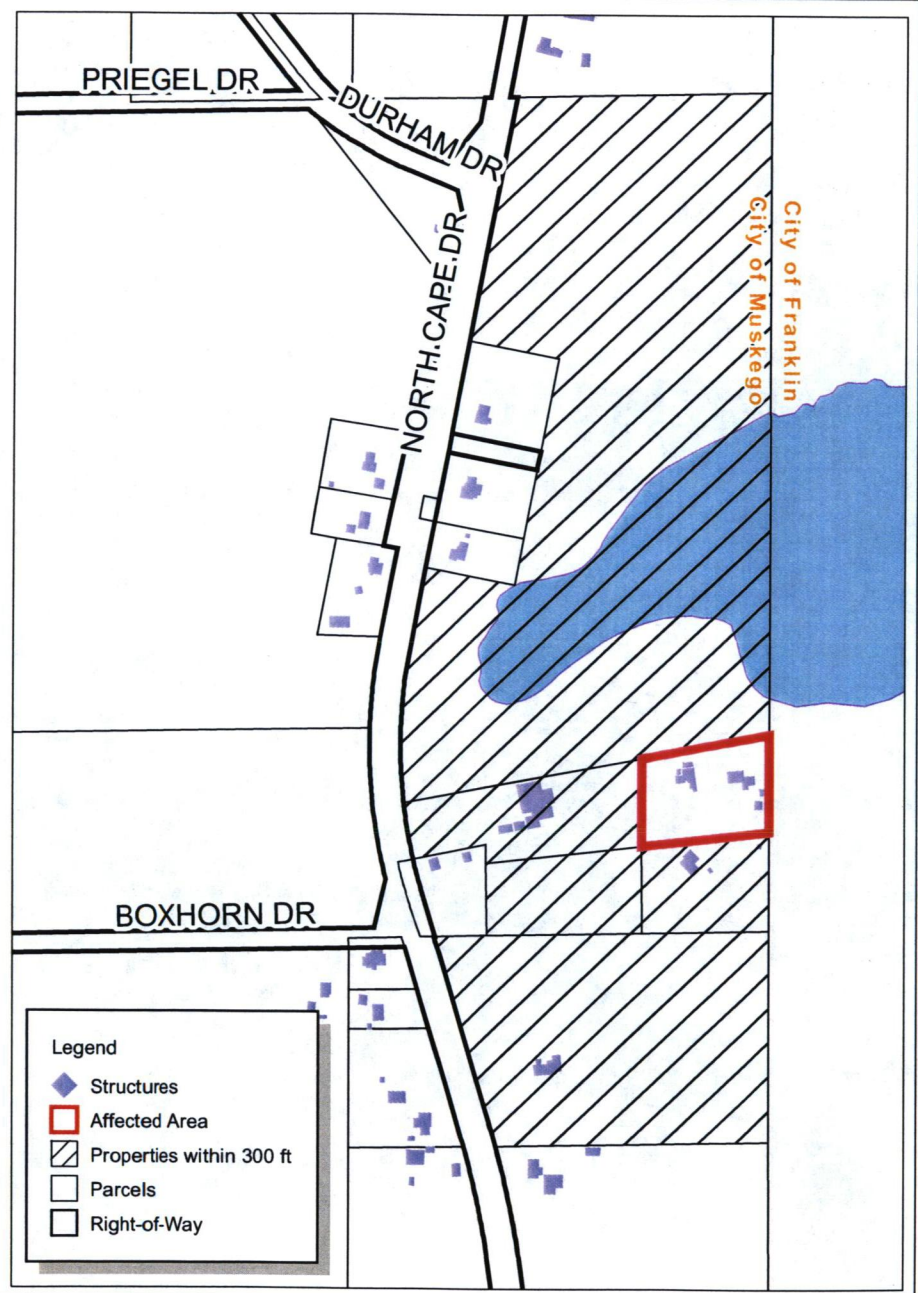 PRIEGEL DR
DURHAM DR
NORTH CAPE DR
City of Franklin
City of Muskego
BOXHORN DR
Legend
Structures
Affected Area
Properties within 300 ft
Parcels
Right-of-Way